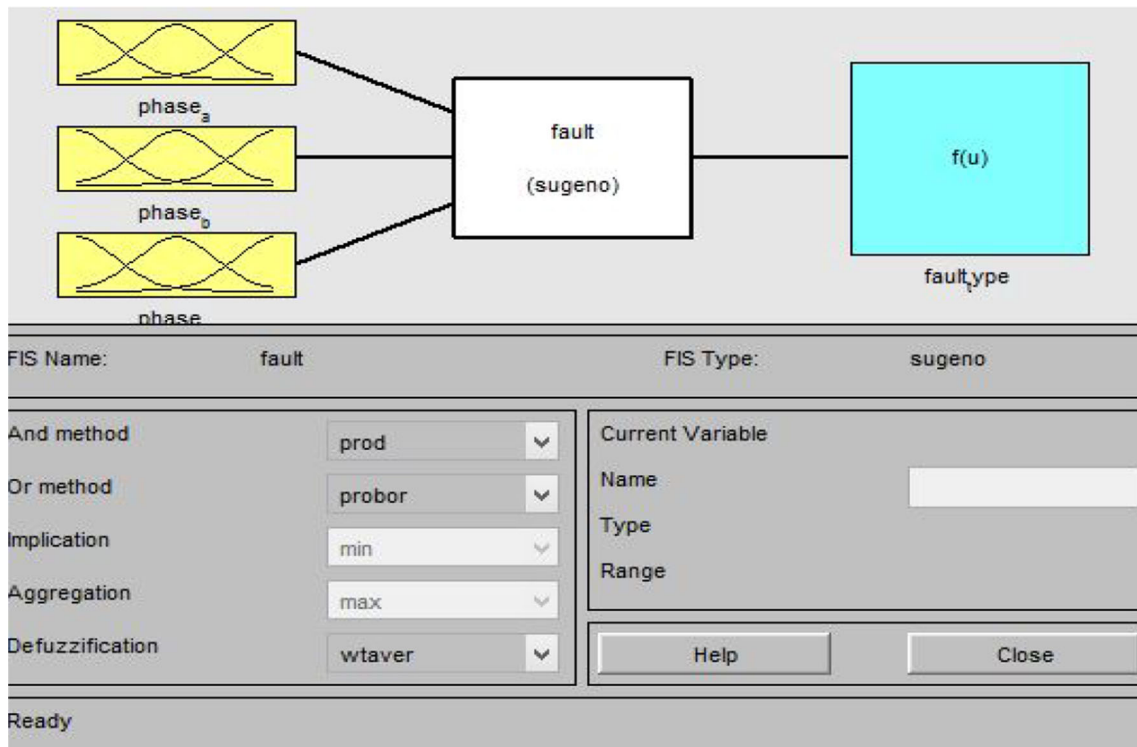 phase_a
phase_b
phase
fault
(sugeno)
f(u)
fault_type
FIS Name: fault FIS Type: sugeno
And method prod
Or method probor
Implication min
Aggregation max
Defuzzification wtaver
Current Variable
Name
Type
Range
Help Close
Ready